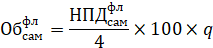 Об^фл_сам = НПД^фл_сам / 4 × 100 × q